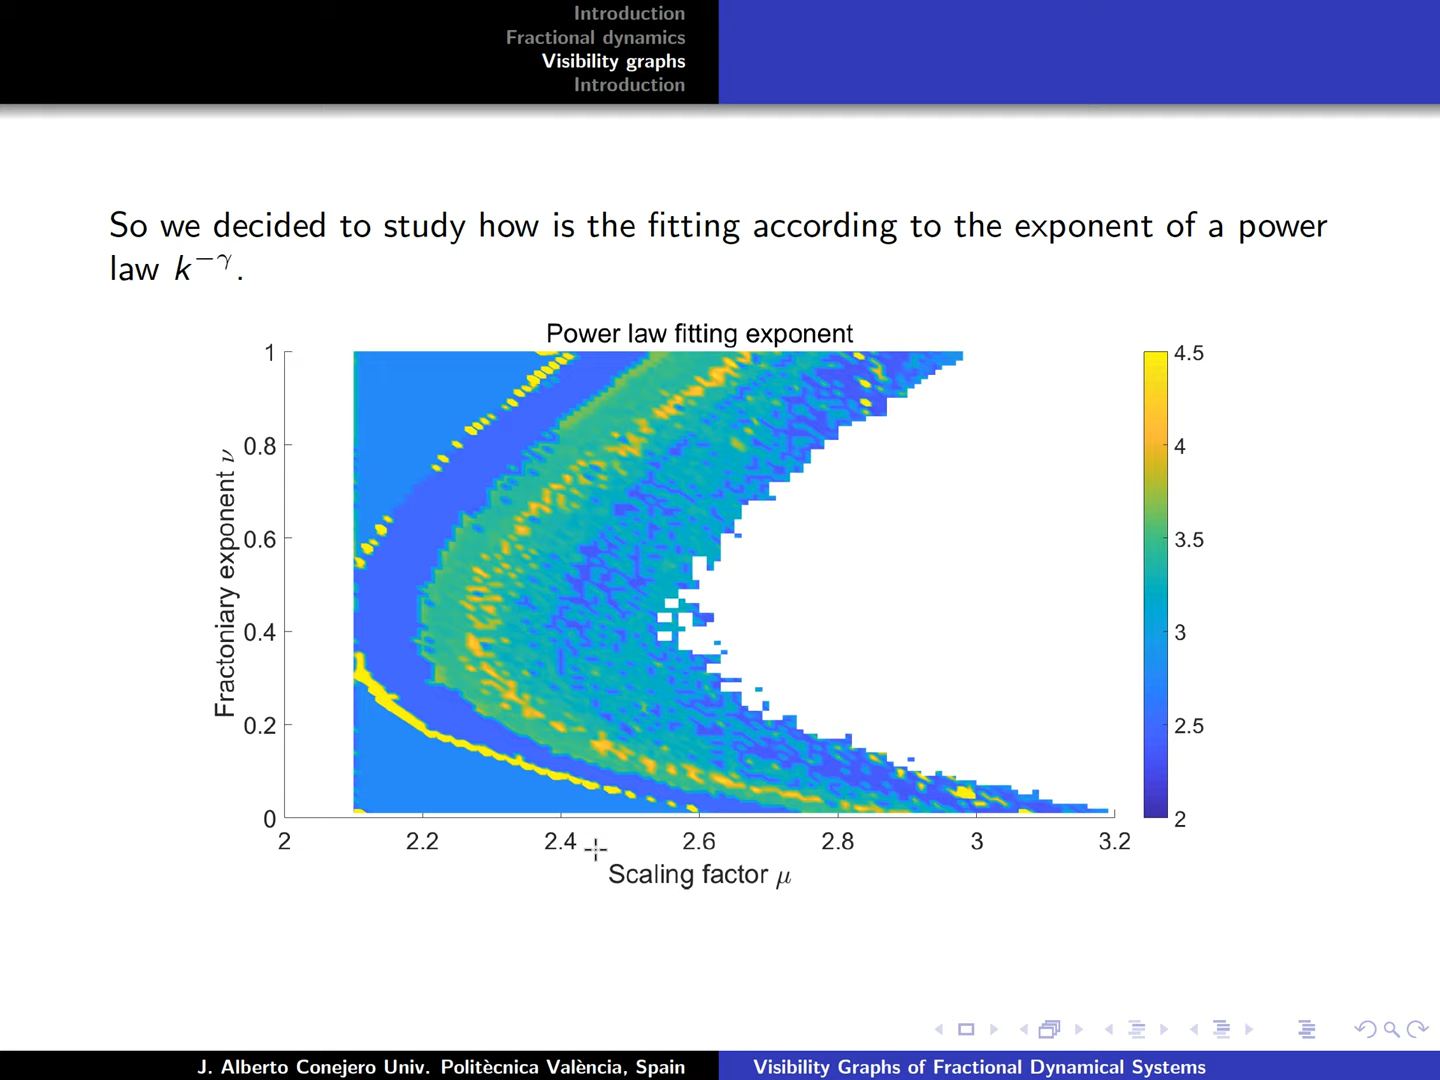 Introduction
Fractional dynamics
Visibility graphs
Introduction
So we decided to study how is the fitting according to the exponent of a power
law k^{−γ}.
Power law fitting exponent
1
0.8
0.6
0.4
0.2
0
Fractoniary exponent ν
2 2.2 2.4 2.6 2.8 3 3.2
Scaling factor μ
4.5
4
3.5
3
2.5
2
J. Alberto Conejero Univ. Politècnica València, Spain
Visibility Graphs of Fractional Dynamical Systems